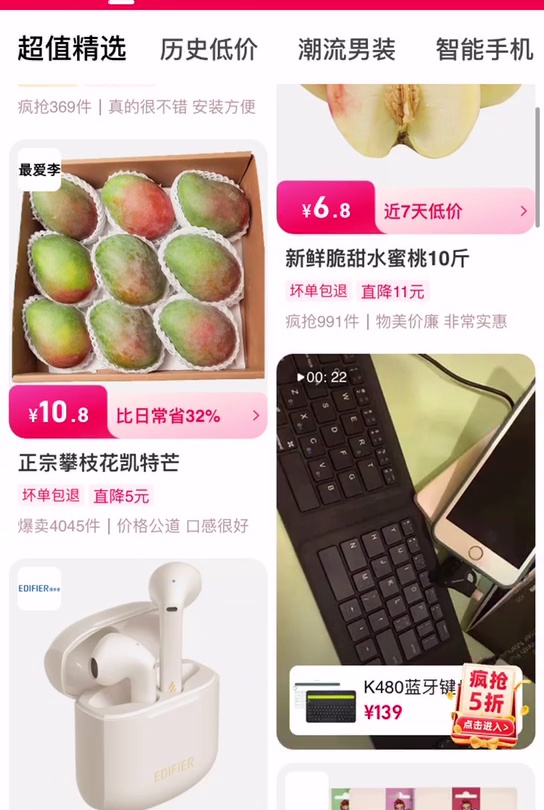 超值精选
历史低价
潮流男装
智能手机
疯抢369件 | 真的很不错 安装方便
最爱李
¥10.8
比日常省32%
正宗攀枝花凯特芒
坏单包退
直降5元
爆卖4045件 | 价格公道 口感很好
EDIFIER
EDIFIER
¥6.8
近7天低价
新鲜脆甜水蜜桃10斤
坏单包退
直降11元
疯抢991件 | 物美价廉 非常实惠
00: 22
K480蓝牙键
¥139
疯抢
5折
点击进入>